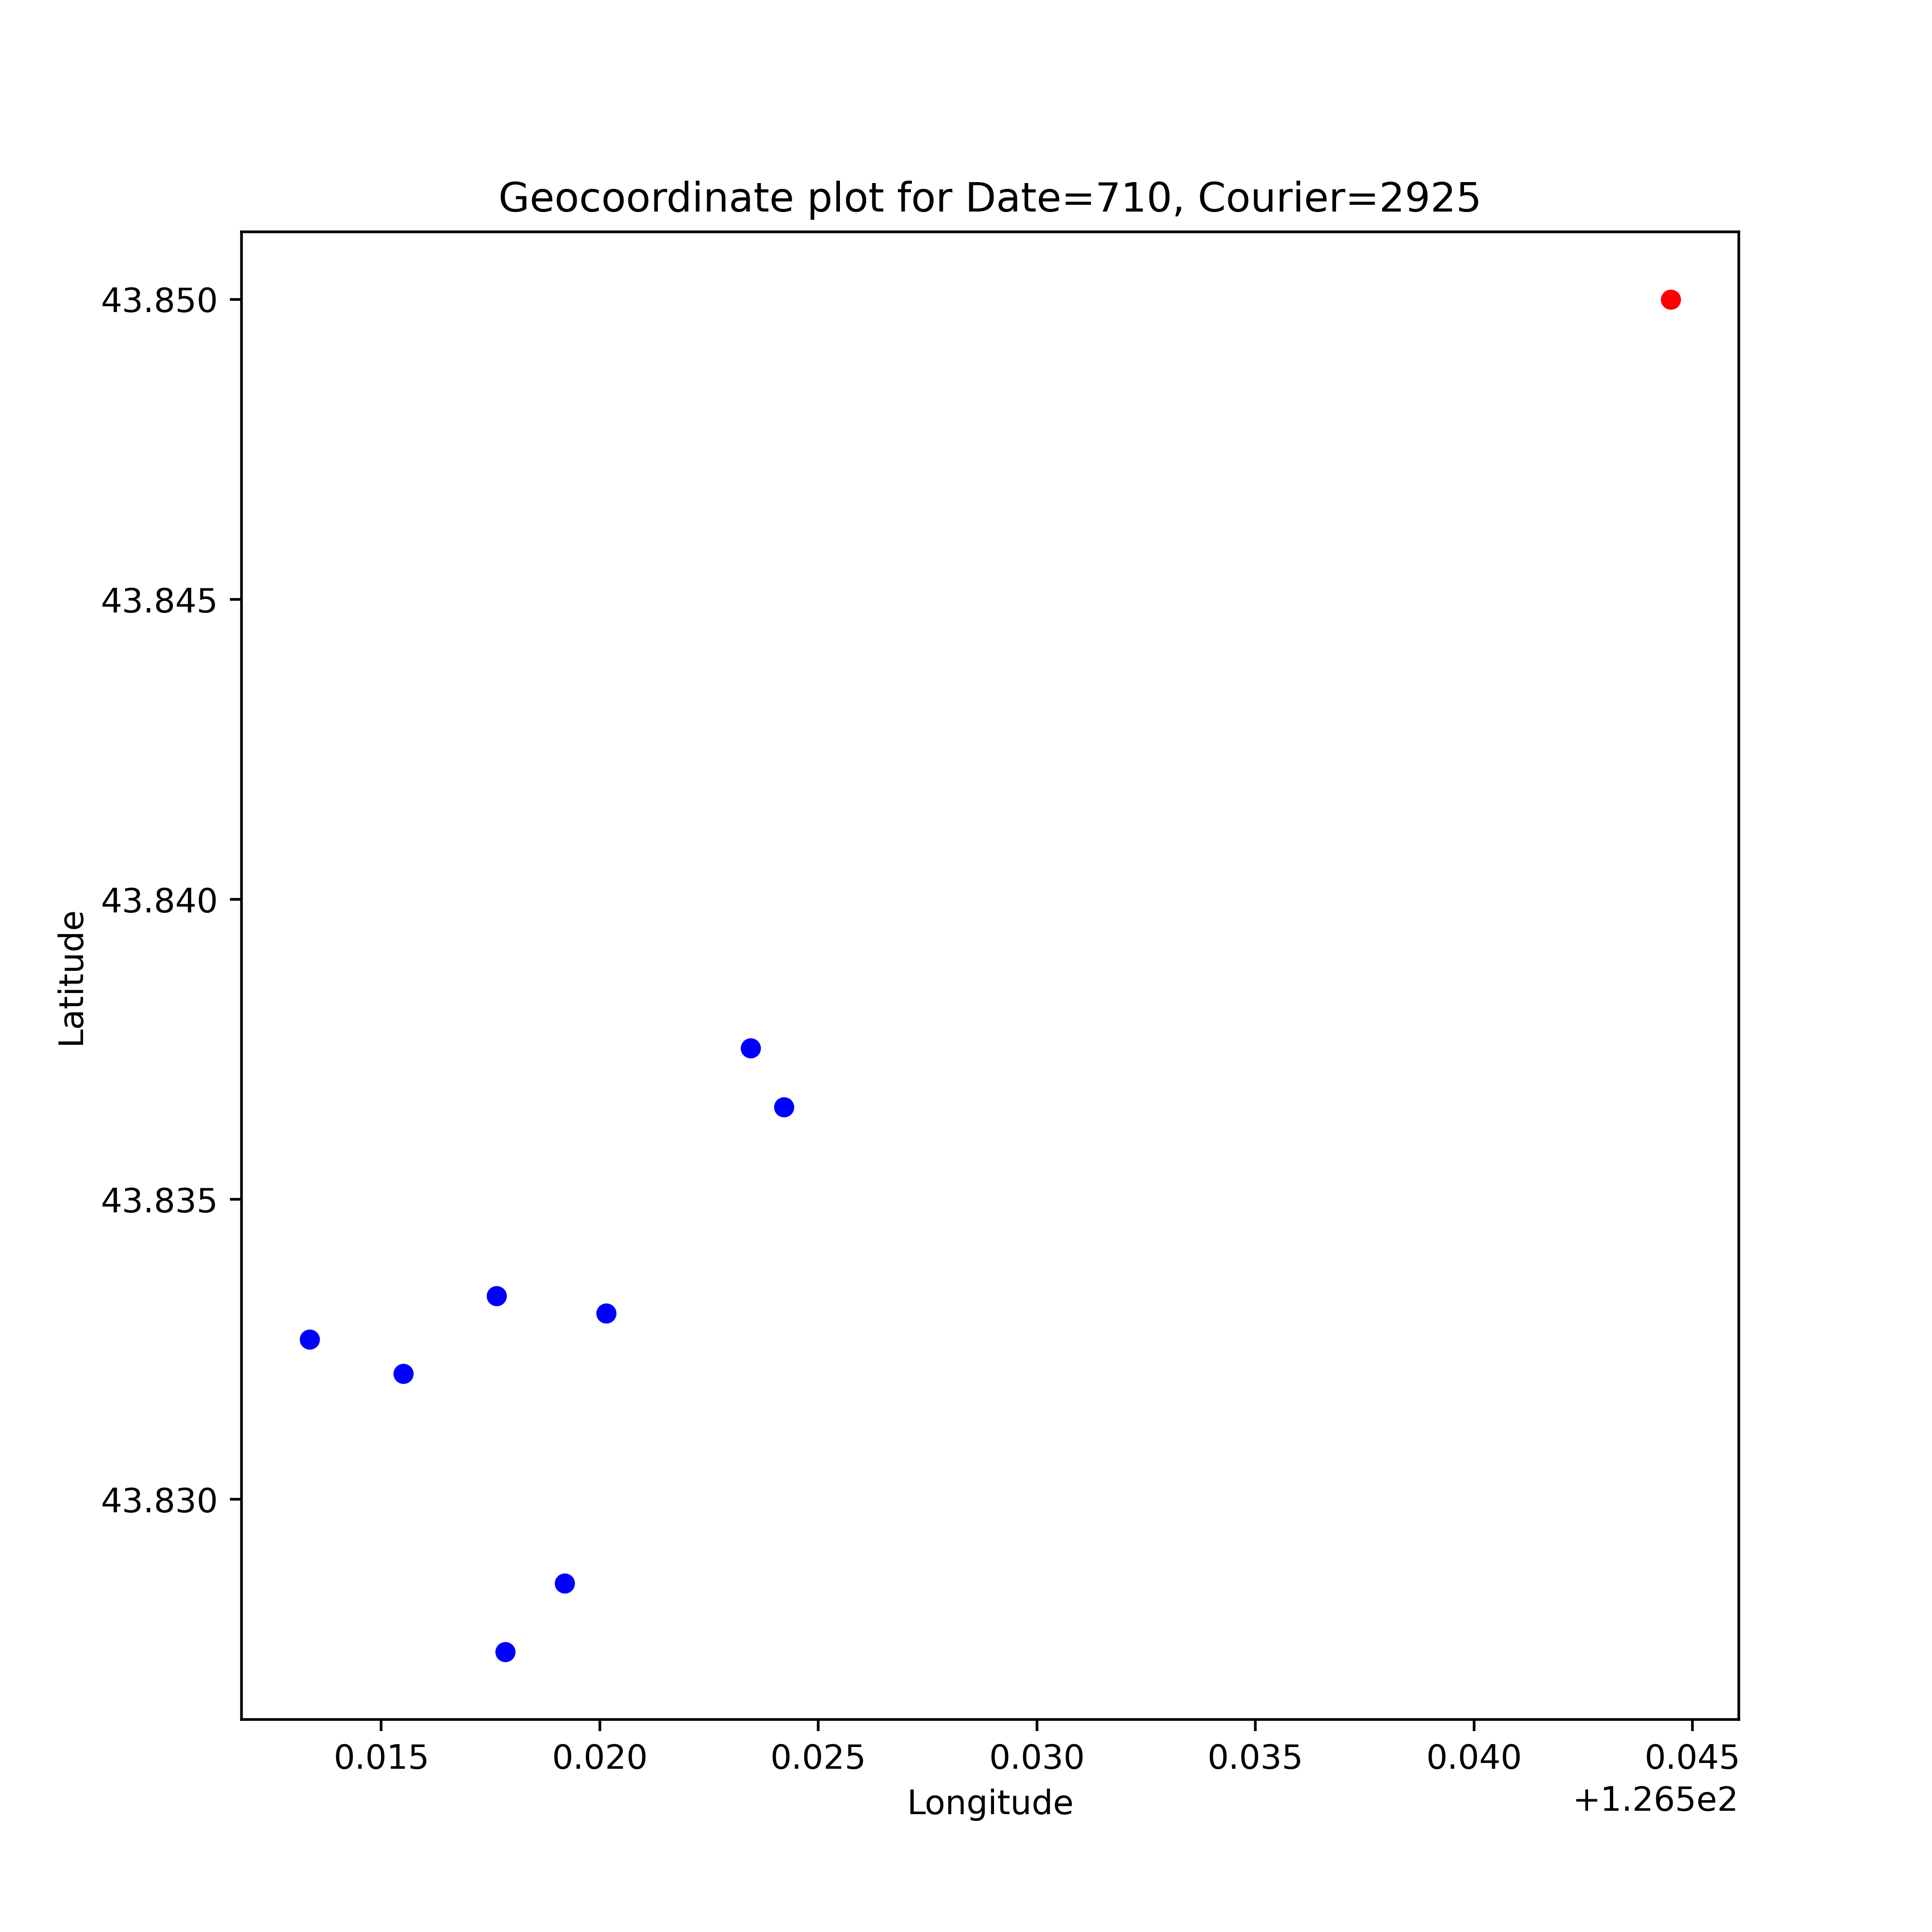 Geocoordinate plot for Date=710, Courier=2925
43.850
43.845
43.840
43.835
43.830
Latitude
0.015 0.020 0.025 0.030 0.035 0.040 0.045
+1.265e2
Longitude